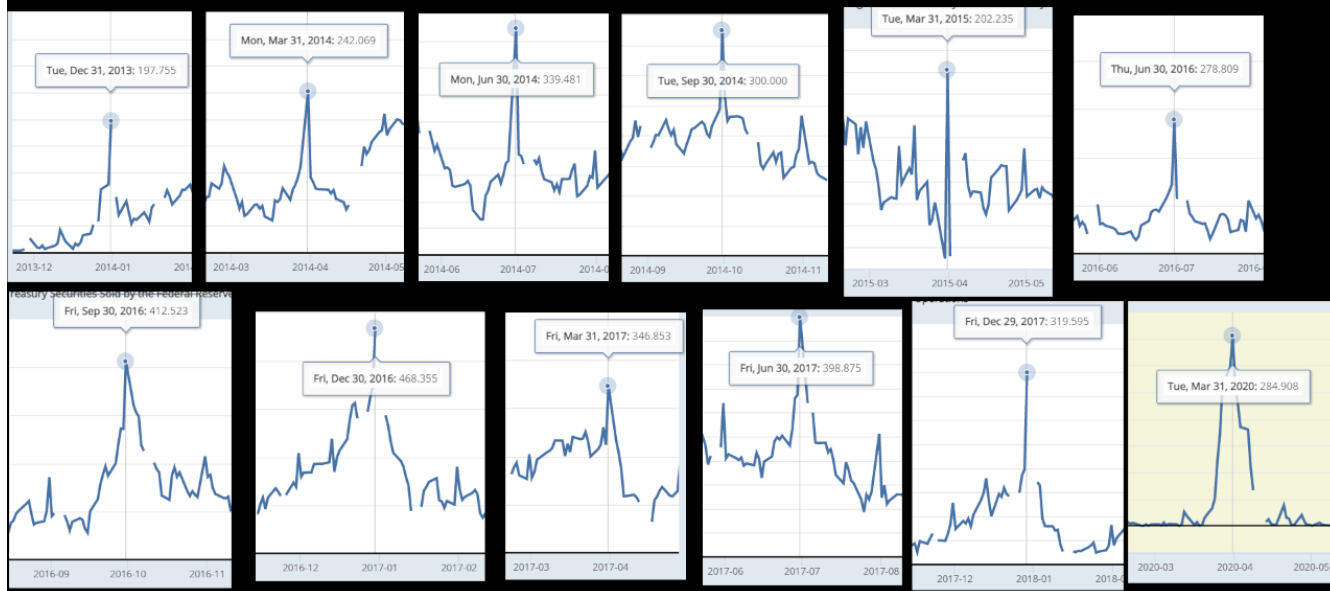 Tue, Dec 31, 2013: 197.755
2013-12 2014-01
Mon, Mar 31, 2014: 242.069
2014-03 2014-04 2014-05
Mon, Jun 30, 2014: 339.481
2014-06 2014-07
Tue, Sep 30, 2014: 300.000
2014-09 2014-10 2014-11
Tue, Mar 31, 2015: 202.235
2015-03 2015-04 2015-05
Thu, Jun 30, 2016: 278.809
2016-06 2016-07
Treasury Securities Sold by the Federal Reserve
Fri, Sep 30, 2016: 412.523
2016-09 2016-10 2016-11
Fri, Dec 30, 2016: 468.355
2016-12 2017-01 2017-02
Fri, Mar 31, 2017: 346.853
2017-03 2017-04
Fri, Jun 30, 2017: 398.875
2017-06 2017-07 2017-08
Operations
Fri, Dec 29, 2017: 319.595
2017-12 2018-01
Tue, Mar 31, 2020: 284.908
2020-03 2020-04 2020-05